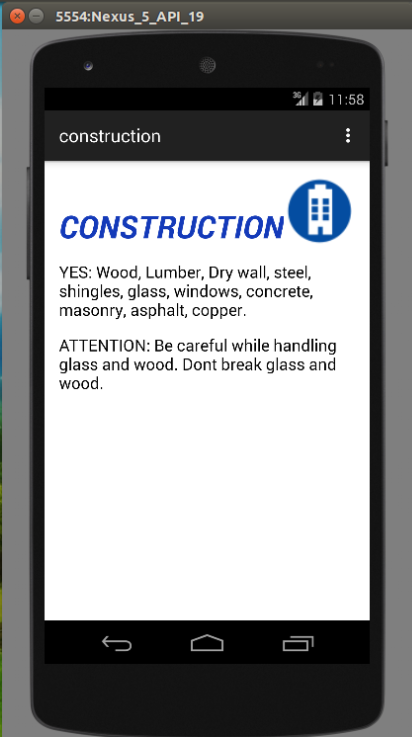 5554:Nexus_5_API_19
3G 11:58
construction
CONSTRUCTION
YES: Wood, Lumber, Dry wall, steel,
shingles, glass, windows, concrete,
masonry, asphalt, copper.
ATTENTION: Be careful while handling
glass and wood. Dont break glass and
wood.